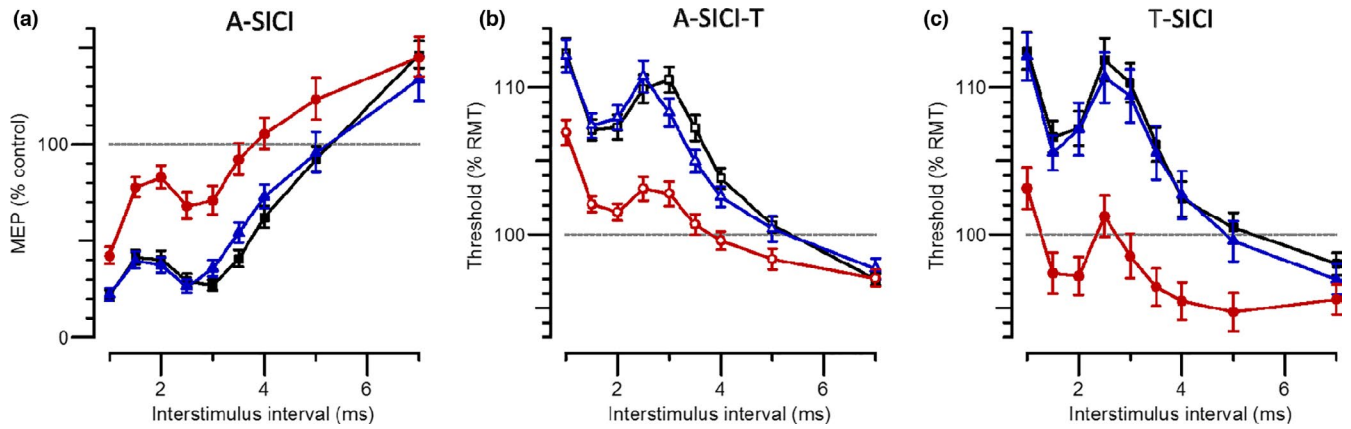 (a) A-SICI
MEP (% control)
100
0
2 4 6
Interstimulus interval (ms)
(b) A-SICI-T
Threshold (% RMT)
110
100
2 4 6
Interstimulus interval (ms)
(c) T-SICI
Threshold (% RMT)
110
100
2 4 6
Interstimulus interval (ms)